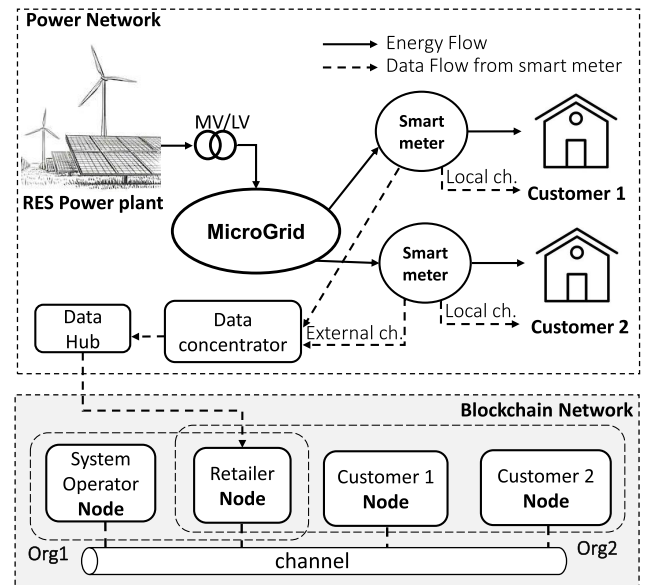 Power Network
Energy Flow
Data Flow from smart meter
MV/LV
Smart
meter
Local ch.
Customer 1
RES Power plant
MicroGrid
Smart
meter
Local ch.
Customer 2
External ch.
Data
Hub
Data
concentrator
Blockchain Network
System
Operator
Node
Retailer
Node
Customer 1
Node
Customer 2
Node
Org1
channel
Org2